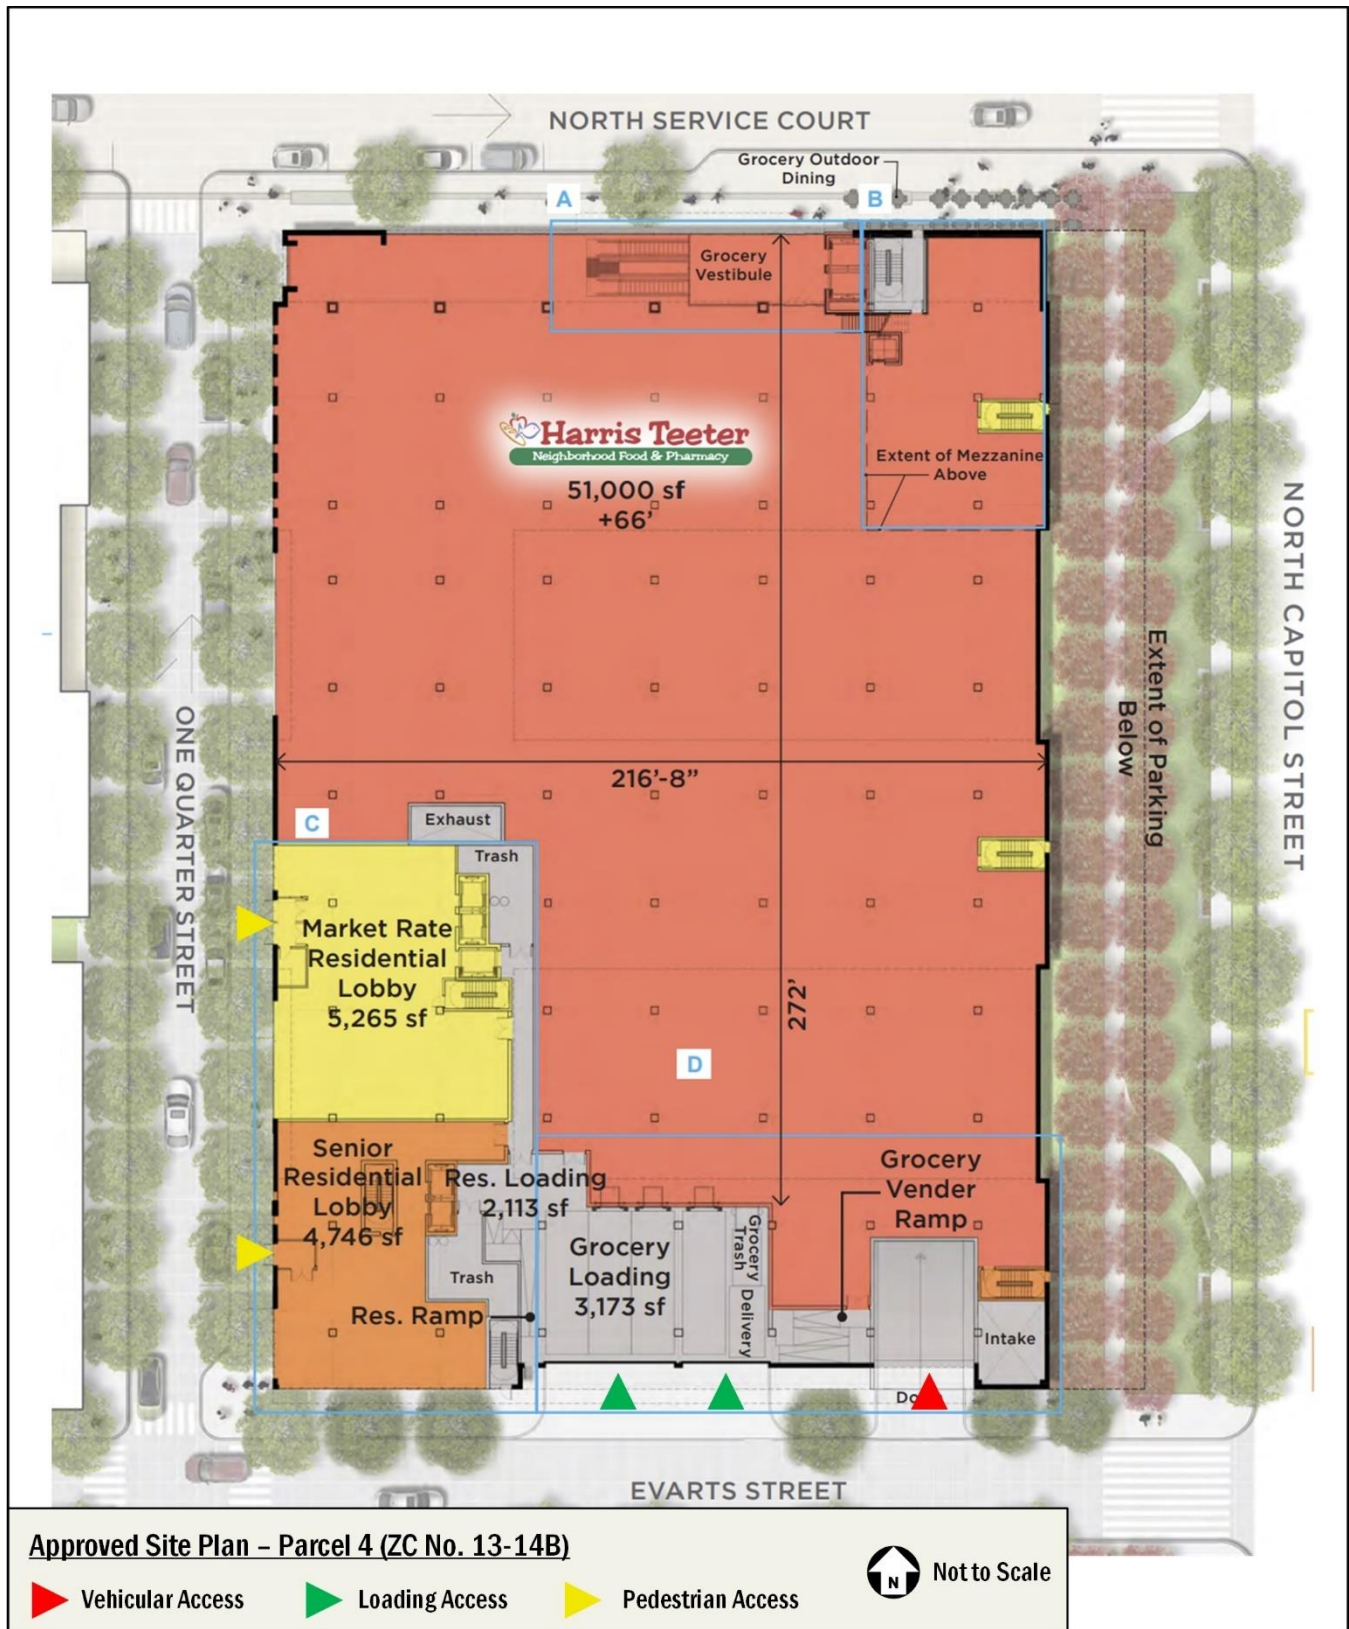 NORTH SERVICE COURT
Grocery Outdoor
Dining
A
B
Grocery
Vestibule
Harris Teeter
Neighborhood Food & Pharmacy
51,000 sf
+66'
Extent of Mezzanine
Above
NORTH CAPITOL STREET
Extent of Parking
Below
ONE QUARTER STREET
216'-8"
272'
Exhaust
C
Trash
Market Rate
Residential
Lobby
5,265 sf
D
Senior
Residential
Lobby
4,746 sf
Res. Loading
2,113 sf
Trash
Res. Ramp
Grocery
Loading
3,173 sf
Grocery
Trash
Delivery
Grocery
Vender
Ramp
Intake
EVARTS STREET
Approved Site Plan – Parcel 4 (ZC No. 13-14B)
Vehicular Access
Loading Access
Pedestrian Access
N
Not to Scale